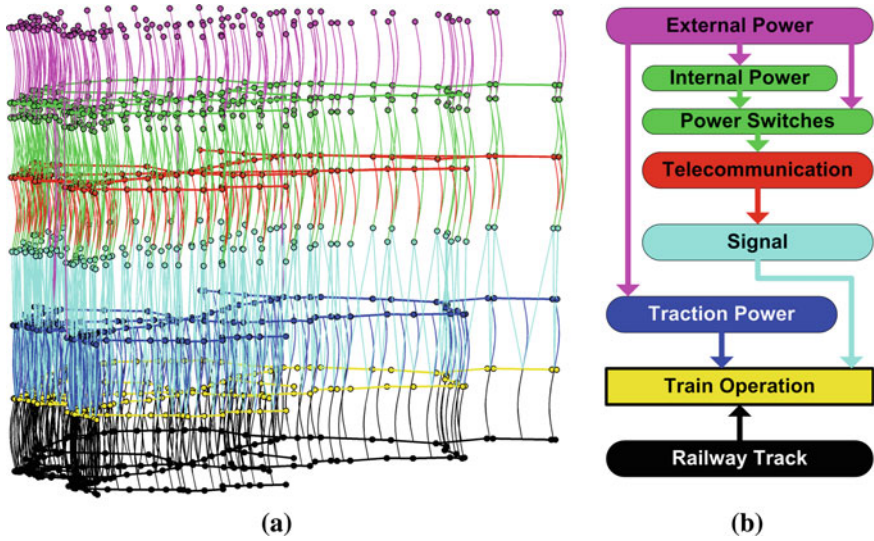 External Power
Internal Power
Power Switches
Telecommunication
Signal
Traction Power
Train Operation
Railway Track
(a)
(b)